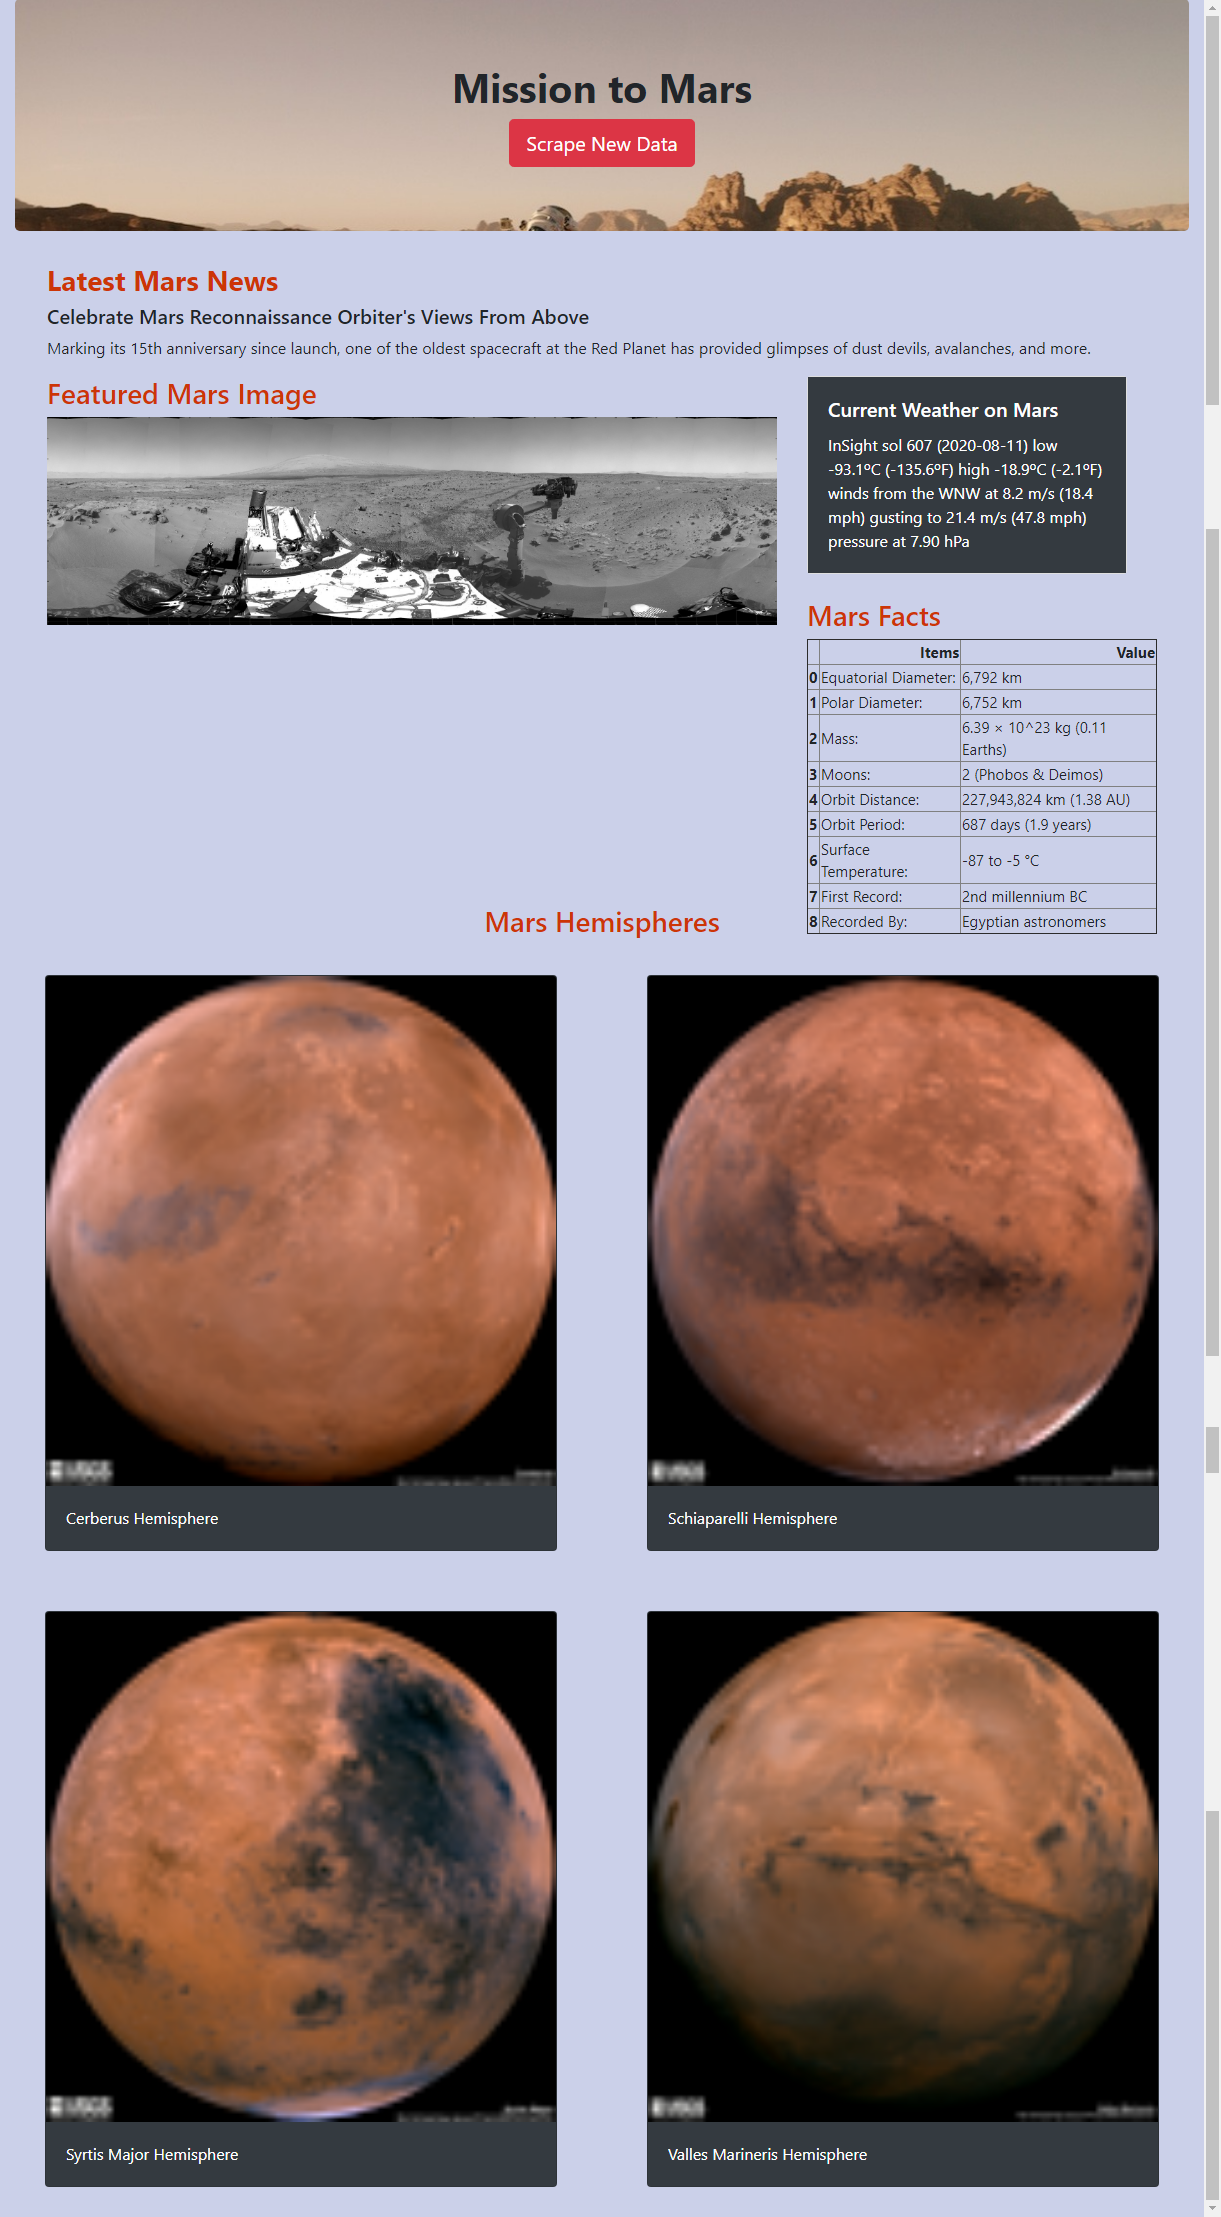 Mission to Mars
Scrape New Data
Latest Mars News
Celebrate Mars Reconnaissance Orbiter's Views From Above
Marking its 15th anniversary since launch, one of the oldest spacecraft at the Red Planet has provided glimpses of dust devils, avalanches, and more.
Featured Mars Image
Current Weather on Mars
InSight sol 607 (2020-08-11) low
-93.1ºC (-135.6ºF) high -18.9ºC (-2.1ºF)
winds from the WNW at 8.2 m/s (18.4
mph) gusting to 21.4 m/s (47.8 mph)
pressure at 7.90 hPa
Mars Facts
Items Value
0 Equatorial Diameter: 6,792 km
1 Polar Diameter: 6,752 km
2 Mass: 6.39 × 10^23 kg (0.11
Earths)
3 Moons: 2 (Phobos & Deimos)
4 Orbit Distance: 227,943,824 km (1.38 AU)
5 Orbit Period: 687 days (1.9 years)
6 Surface
Temperature: -87 to -5 °C
7 First Record: 2nd millennium BC
8 Recorded By: Egyptian astronomers
Mars Hemispheres
USGS
USGS
Cerberus Hemisphere
Schiaparelli Hemisphere
USGS
USGS
Syrtis Major Hemisphere
Valles Marineris Hemisphere